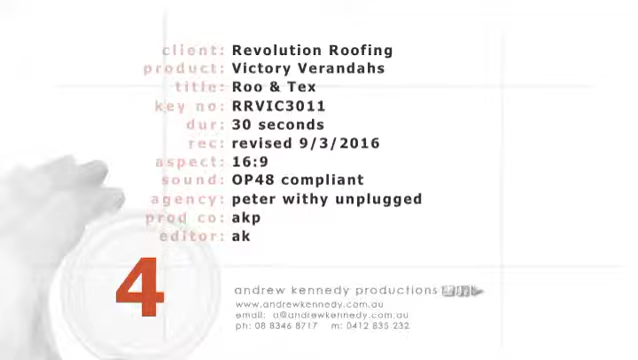 client: Revolution Roofing
product: Victory Verandahs
title: Roo & Tex
key no: RRVIC3011
dur: 30 seconds
rec: revised 9/3/2016
aspect: 16:9
sound: OP48 compliant
agency: peter withy unplugged
prod co: akp
editor: ak
4
andrew kennedy productions
www.andrewkennedy.com.au
email: a@andrewkennedy.com.au
ph: 08 8346 8717 m: 0412 835 232